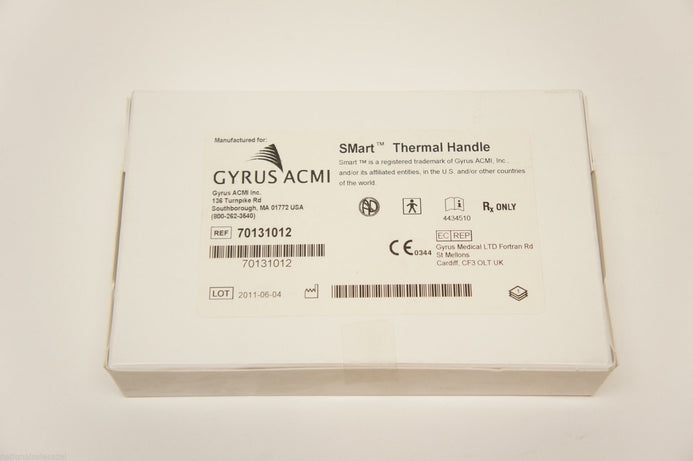 Manufactured for:
GYRUS ACMI
Gyrus ACMI Inc.
136 Turnpike Rd
Southborough, MA 01772 USA
(800-262-3540)
REF 70131012
70131012
LOT 2011-06-04
SMart™ Thermal Handle
Smart ™ is a registered trademark of Gyrus ACMI, Inc.,
and/or its affiliated entities, in the U.S. and/or other countries
of the world.
4434510
Rx ONLY
CE 0344
EC REP
Gyrus Medical LTD Fortran Rd
St Mellons
Cardiff, CF3 OLT UK